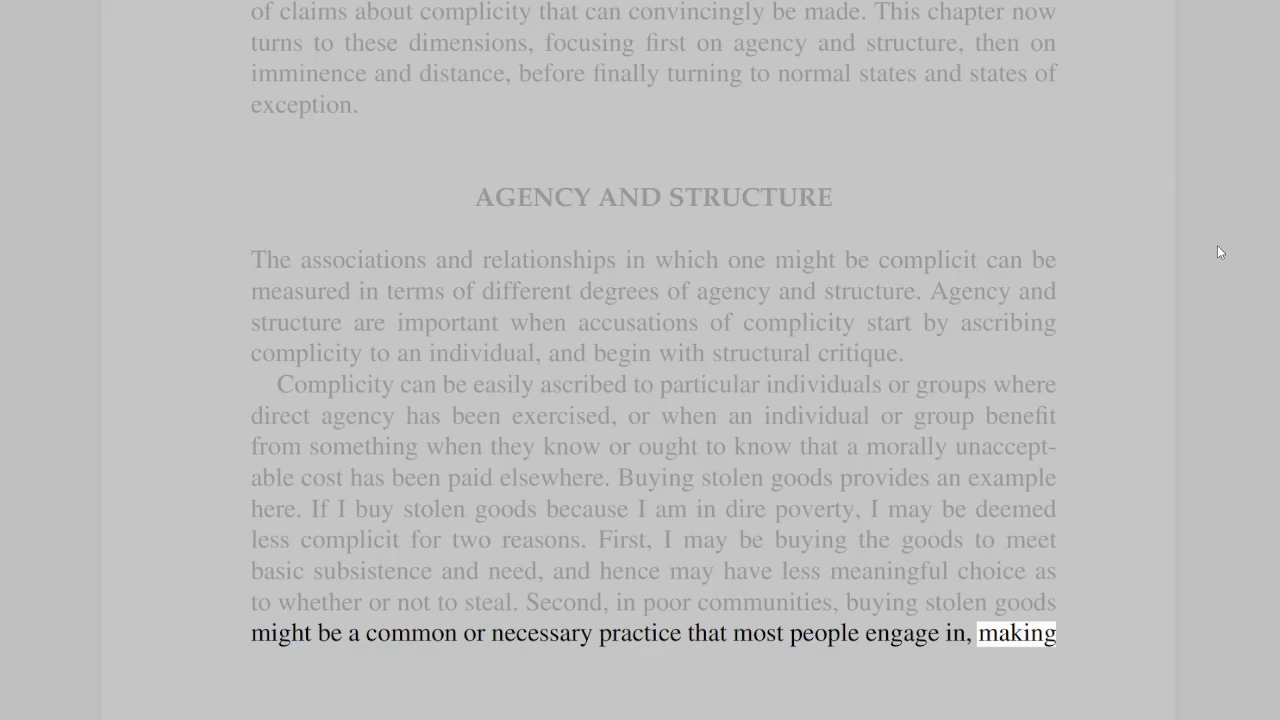 of claims about complicity that can convincingly be made. This chapter now
turns to these dimensions, focusing first on agency and structure, then on
imminence and distance, before finally turning to normal states and states of
exception.
AGENCY AND STRUCTURE
The associations and relationships in which one might be complicit can be
measured in terms of different degrees of agency and structure. Agency and
structure are important when accusations of complicity start by ascribing
complicity to an individual, and begin with structural critique.
Complicity can be easily ascribed to particular individuals or groups where
direct agency has been exercised, or when an individual or group benefit
from something when they know or ought to know that a morally unaccept-
able cost has been paid elsewhere. Buying stolen goods provides an example
here. If I buy stolen goods because I am in dire poverty, I may be deemed
less complicit for two reasons. First, I may be buying the goods to meet
basic subsistence and need, and hence may have less meaningful choice as
to whether or not to steal. Second, in poor communities, buying stolen goods
might be a common or necessary practice that most people engage in, making